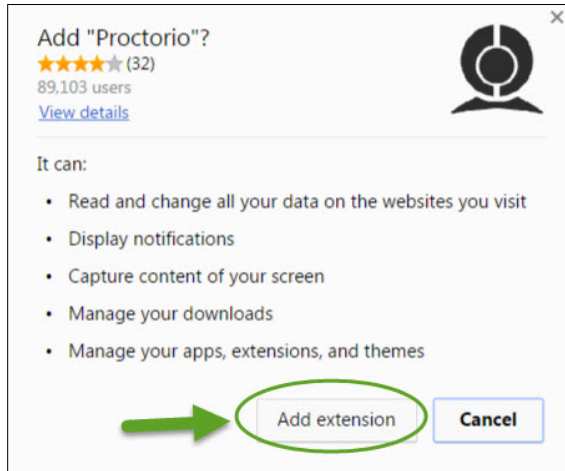 Add "Proctorio"?
(32)
89,103 users
View details
It can:
• Read and change all your data on the websites you visit
• Display notifications
• Capture content of your screen
• Manage your downloads
• Manage your apps, extensions, and themes
Add extension Cancel